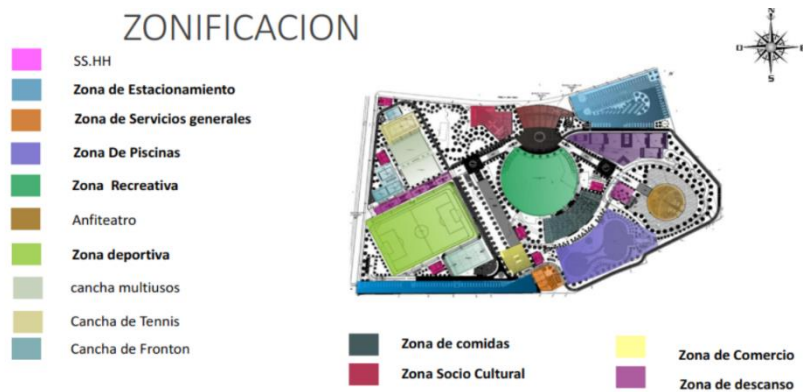 ZONIFICACION
N
O
E
S
SS.HH
Zona de Estacionamiento
Zona de Servicios generales
Zona De Piscinas
Zona Recreativa
Anfiteatro
Zona deportiva
cancha multiusos
Cancha de Tennis
Cancha de Fronton
Zona de comidas
Zona Socio Cultural
Zona de Comercio
Zona de descanso